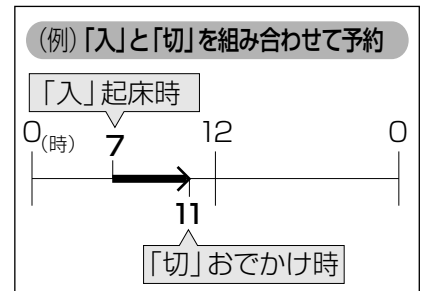 (例)「入」と「切」を組み合わせて予約
「入」起床時
0(時) 7 12 0
11
「切」おでかけ時